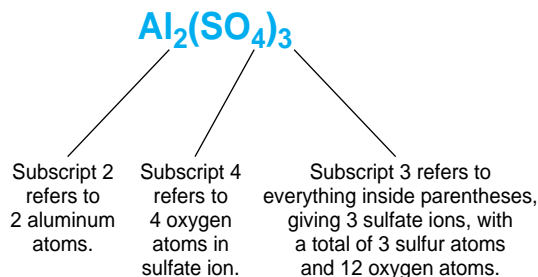 Al₂(SO₄)₃
Subscript 2
refers to
2 aluminum
atoms.
Subscript 4
refers to
4 oxygen
atoms in
sulfate ion.
Subscript 3 refers to
everything inside parentheses,
giving 3 sulfate ions, with
a total of 3 sulfur atoms
and 12 oxygen atoms.